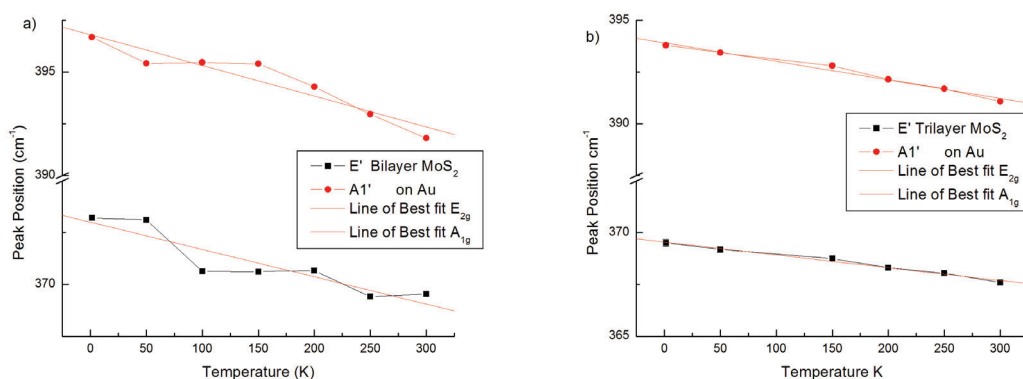 a)
395
390
370
Peak Position (cm⁻¹)
E' Bilayer MoS₂
A1' on Au
Line of Best fit E₂g
Line of Best fit A₁g
0 50 100 150 200 250 300
Temperature (K)
b)
395
390
370
365
Peak Position cm⁻¹
E' Trilayer MoS₂
A1' on Au
Line of Best fit E₂g
Line of Best fit A₁g
0 50 100 150 200 250 300
Temperature K